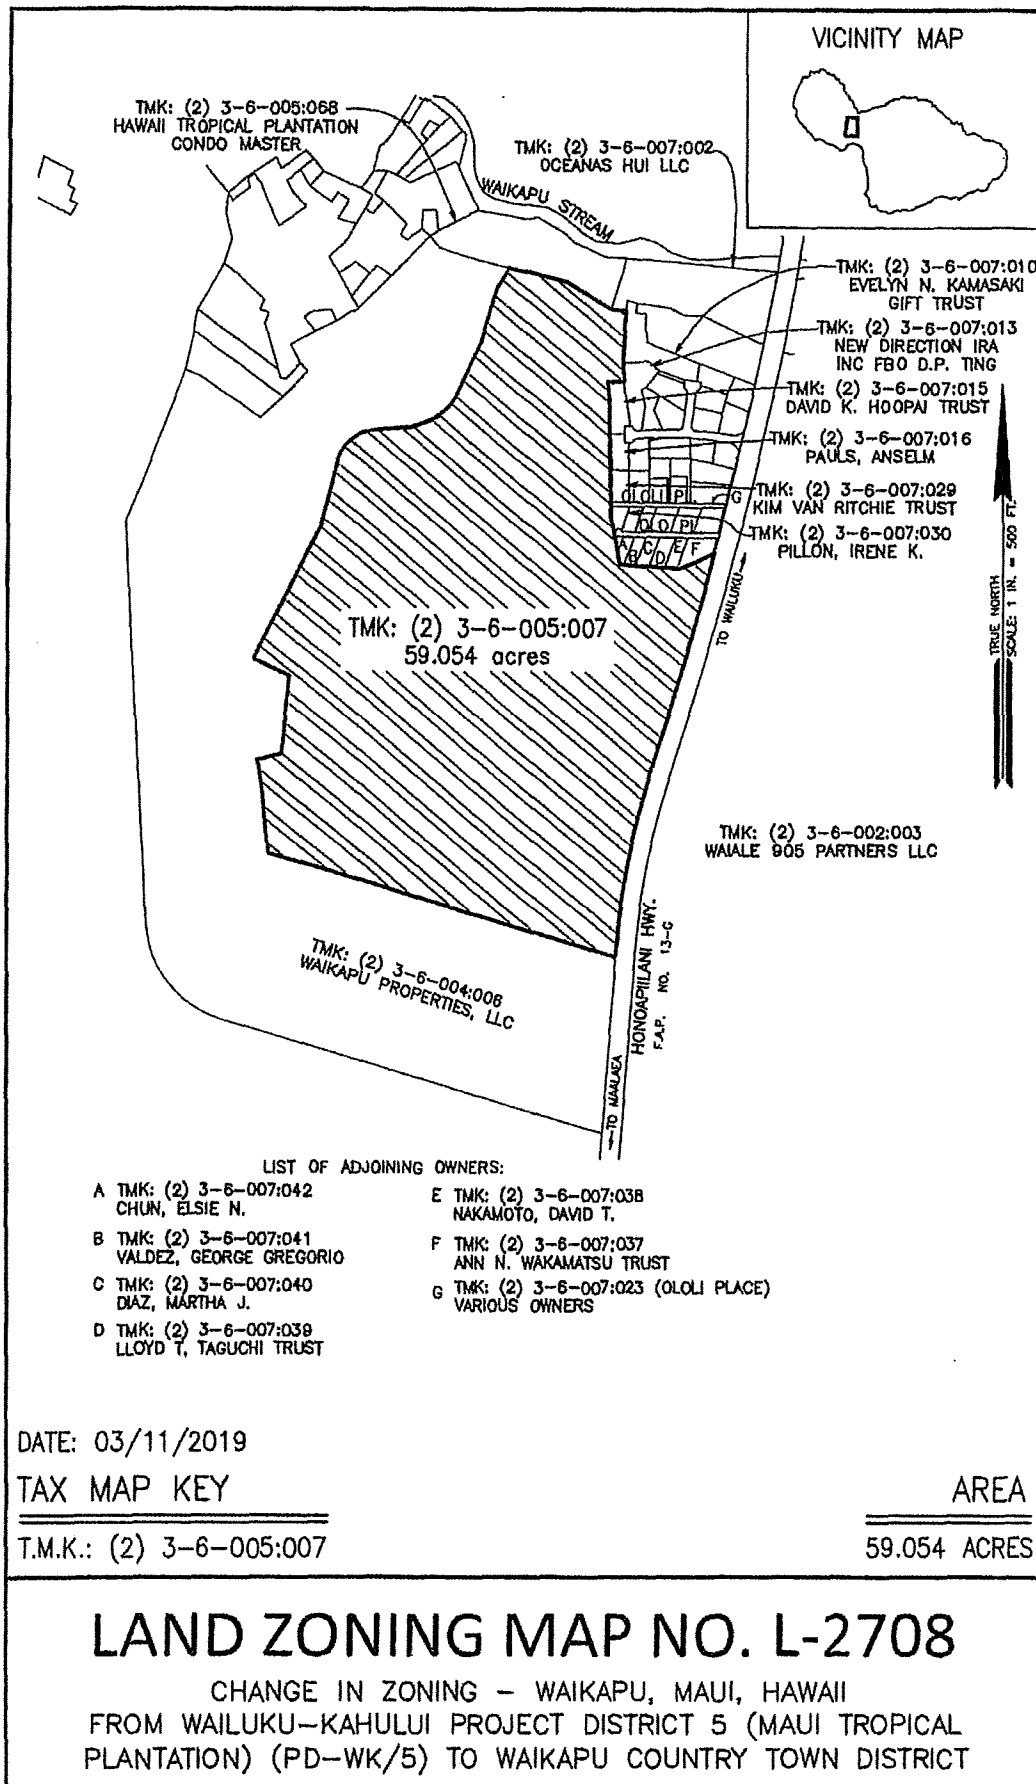 VICINITY MAP
TMK: (2) 3-6-005:068
HAWAII TROPICAL PLANTATION
CONDO MASTER
TMK: (2) 3-6-007:002
OCEANAS HUI LLC
WAIKAPU STREAM
TMK: (2) 3-6-007:010
EVELYN N. KAMASAKI
GIFT TRUST
TMK: (2) 3-6-007:013
NEW DIRECTION IRA
INC FBO D.P. TING
TMK: (2) 3-6-007:015
DAVID K. HOOPAI TRUST
TMK: (2) 3-6-007:016
PAULS, ANSELM
TMK: (2) 3-6-007:029
KIM VAN RITCHIE TRUST
TMK: (2) 3-6-007:030
PILLON, IRENE K.
OLOLI PL. G
OOPI
A B C D E F
TO WAILUKU
TRUE NORTH
SCALE: 1 IN. = 500 FT.
TMK: (2) 3-6-005:007
59.054 acres
TMK: (2) 3-6-002:003
WAIALE 905 PARTNERS LLC
TMK: (2) 3-6-004:006
WAIKAPU PROPERTIES, LLC
HONOAPIILANI HWY.
F.A.P. NO. 13-G
TO MAALAEA
LIST OF ADJOINING OWNERS:
A TMK: (2) 3-6-007:042
CHUN, ELSIE N.
B TMK: (2) 3-6-007:041
VALDEZ, GEORGE GREGORIO
C TMK: (2) 3-6-007:040
DIAZ, MARTHA J.
D TMK: (2) 3-6-007:039
LLOYD T. TAGUCHI TRUST
E TMK: (2) 3-6-007:038
NAKAMOTO, DAVID T.
F TMK: (2) 3-6-007:037
ANN N. WAKAMATSU TRUST
G TMK: (2) 3-6-007:023 (OLOLI PLACE)
VARIOUS OWNERS
DATE: 03/11/2019
TAX MAP KEY
AREA
T.M.K.: (2) 3-6-005:007
59.054 ACRES
LAND ZONING MAP NO. L-2708
CHANGE IN ZONING - WAIKAPU, MAUI, HAWAII
FROM WAILUKU-KAHULUI PROJECT DISTRICT 5 (MAUI TROPICAL
PLANTATION) (PD-WK/5) TO WAIKAPU COUNTRY TOWN DISTRICT